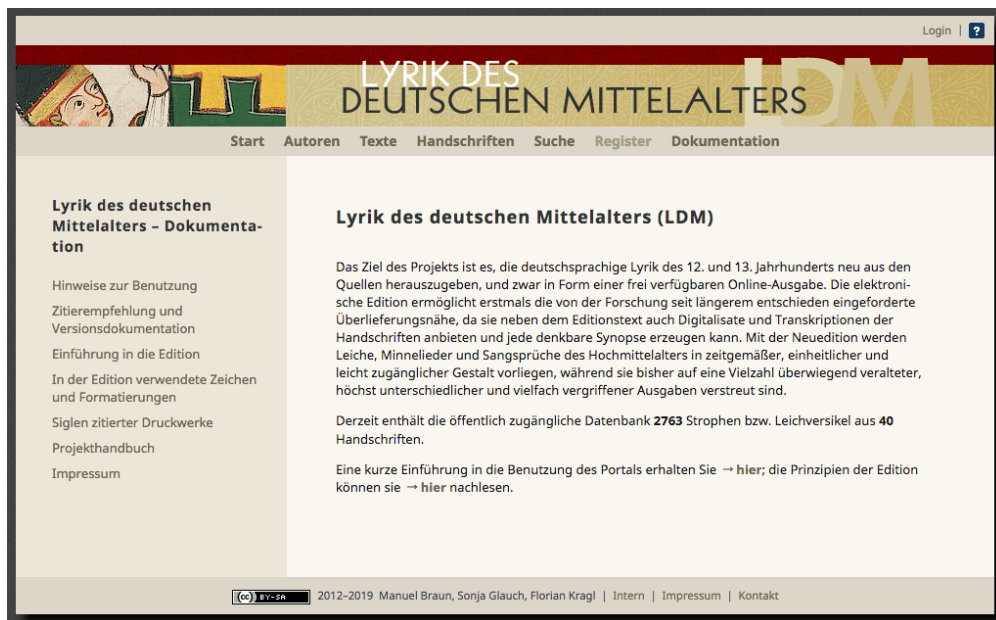 Login | ?
LYRIK DES
DEUTSCHEN MITTELALTERS
LDM
Start Autoren Texte Handschriften Suche Register Dokumentation
Lyrik des deutschen
Mittelalters – Dokumenta-
tion
Hinweise zur Benutzung
Zitierempfehlung und
Versionsdokumentation
Einführung in die Edition
In der Edition verwendete Zeichen
und Formatierungen
Siglen zitierter Druckwerke
Projekthandbuch
Impressum
Lyrik des deutschen Mittelalters (LDM)
Das Ziel des Projekts ist es, die deutschsprachige Lyrik des 12. und 13. Jahrhunderts neu aus den
Quellen herauszugeben, und zwar in Form einer frei verfügbaren Online-Ausgabe. Die elektroni-
sche Edition ermöglicht erstmals die von der Forschung seit längerem entschieden eingeforderte
Überlieferungsnähe, da sie neben dem Editionstext auch Digitalisate und Transkriptionen der
Handschriften anbieten und jede denkbare Synopse erzeugen kann. Mit der Neuedition werden
Leiche, Minnelieder und Sangsprüche des Hochmittelalters in zeitgemäßer, einheitlicher und
leicht zugänglicher Gestalt vorliegen, während sie bisher auf eine Vielzahl überwiegend veralteter,
höchst unterschiedlicher und vielfach vergriffener Ausgaben verstreut sind.
Derzeit enthält die öffentlich zugängliche Datenbank 2763 Strophen bzw. Leichversikel aus 40
Handschriften.
Eine kurze Einführung in die Benutzung des Portals erhalten Sie →hier; die Prinzipien der Edition
können sie →hier nachlesen.
(cc) BY-SA 2012–2019 Manuel Braun, Sonja Glauch, Florian Kragl | Intern | Impressum | Kontakt